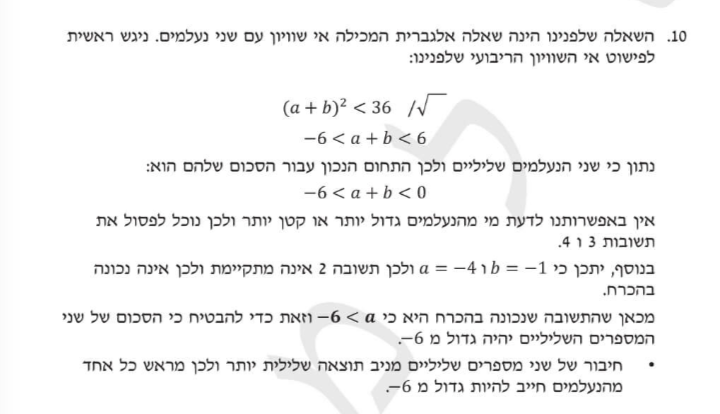 10. השאלה שלפנינו הינה שאלה אלגברית המכילה אי שוויון עם שני נעלמים. ניגש ראשית
לפישוט אי השוויון הריבועי שלפנינו:
(a + b)² < 36 /√
−6 < a + b < 6
נתון כי שני הנעלמים שליליים ולכן התחום הנכון עבור הסכום שלהם הוא:
−6 < a + b < 0
אין באפשרותנו לדעת מי מהנעלמים גדול יותר או קטן יותר ולכן נוכל לפסול את
תשובות 3 ו 4.
בנוסף, יתכן כי b = −1 ו a = −4 ולכן תשובה 2 אינה מתקיימת ולכן אינה נכונה
בהכרח.
מכאן שהתשובה שנכונה בהכרח היא כי −6 < a וזאת כדי להבטיח כי הסכום של שני
המספרים השליליים יהיה גדול מ 6−.
• חיבור של שני מספרים שליליים מניב תוצאה שלילית יותר ולכן מראש כל אחד
מהנעלמים חייב להיות גדול מ 6−.